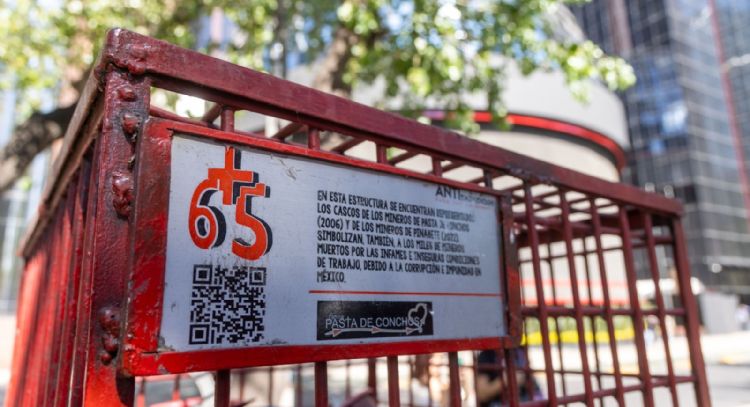 65
ANTI
EN ESTA ESTRUCTURA SE ENCUENTRAN REPRESENTADOS
LOS CASCOS DE LOS MINEROS DE PASTA DE CONCHOS
(2006) Y DE LOS MINEROS DE PINABETE (2022).
SIMBOLIZAN, TAMBIÉN, A LOS MILES DE MINEROS
MUERTOS POR LAS INFAMES E INSEGURAS CONDICIONES
DE TRABAJO, DEBIDO A LA CORRUPCIÓN E IMPUNIDAD EN
MÉXICO.
PASTA DE CONCHOS